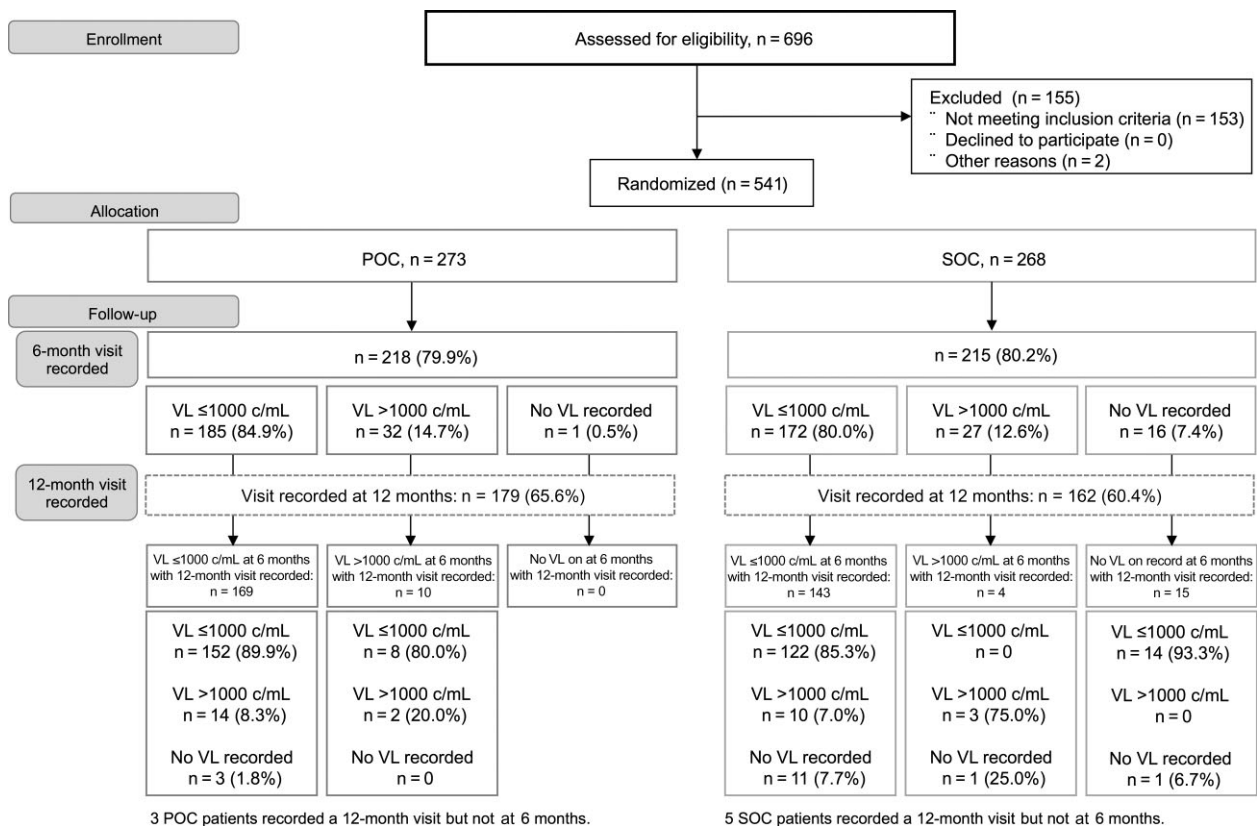 Enrollment
Assessed for eligibility, n = 696
Excluded (n = 155)
¨ Not meeting inclusion criteria (n = 153)
¨ Declined to participate (n = 0)
¨ Other reasons (n = 2)
Randomized (n = 541)
Allocation
POC, n = 273
SOC, n = 268
Follow-up
6-month visit
recorded
n = 218 (79.9%)
n = 215 (80.2%)
VL ≤1000 c/mL
n = 185 (84.9%)
VL >1000 c/mL
n = 32 (14.7%)
No VL recorded
n = 1 (0.5%)
VL ≤1000 c/mL
n = 172 (80.0%)
VL >1000 c/mL
n = 27 (12.6%)
No VL recorded
n = 16 (7.4%)
12-month visit
recorded
Visit recorded at 12 months: n = 179 (65.6%)
Visit recorded at 12 months: n = 162 (60.4%)
VL ≤1000 c/mL at 6 months
with 12-month visit recorded:
n = 169
VL >1000 c/mL at 6 months
with 12-month visit recorded:
n = 10
No VL on at 6 months
with 12-month visit recorded:
n = 0
VL ≤1000 c/mL at 6 months
with 12-month visit recorded:
n = 143
VL >1000 c/mL at 6 months
with 12-month visit recorded:
n = 4
No VL on record at 6 months
with 12-month visit recorded:
n = 15
VL ≤1000 c/mL
n = 152 (89.9%)
VL >1000 c/mL
n = 14 (8.3%)
No VL recorded
n = 3 (1.8%)
VL ≤1000 c/mL
n = 8 (80.0%)
VL >1000 c/mL
n = 2 (20.0%)
No VL recorded
n = 0
VL ≤1000 c/mL
n = 122 (85.3%)
VL >1000 c/mL
n = 10 (7.0%)
No VL recorded
n = 11 (7.7%)
VL ≤1000 c/mL
n = 0
VL >1000 c/mL
n = 3 (75.0%)
No VL recorded
n = 1 (25.0%)
VL ≤1000 c/mL
n = 14 (93.3%)
VL >1000 c/mL
n = 0
No VL recorded
n = 1 (6.7%)
3 POC patients recorded a 12-month visit but not at 6 months.
5 SOC patients recorded a 12-month visit but not at 6 months.